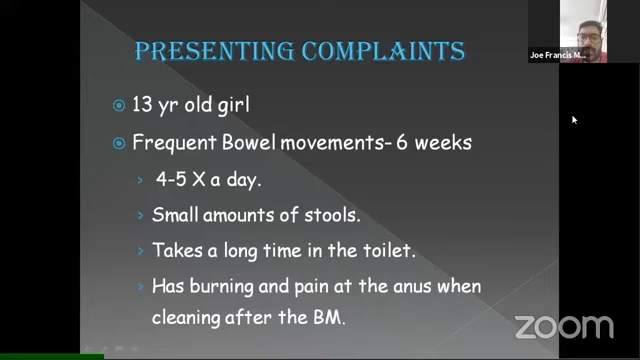 PRESENTING COMPLAINTS
Joe Francis M...
13 yr old girl
Frequent Bowel movements- 6 weeks
4-5 X a day.
Small amounts of stools.
Takes a long time in the toilet.
Has burning and pain at the anus when
cleaning after the BM.
zoom